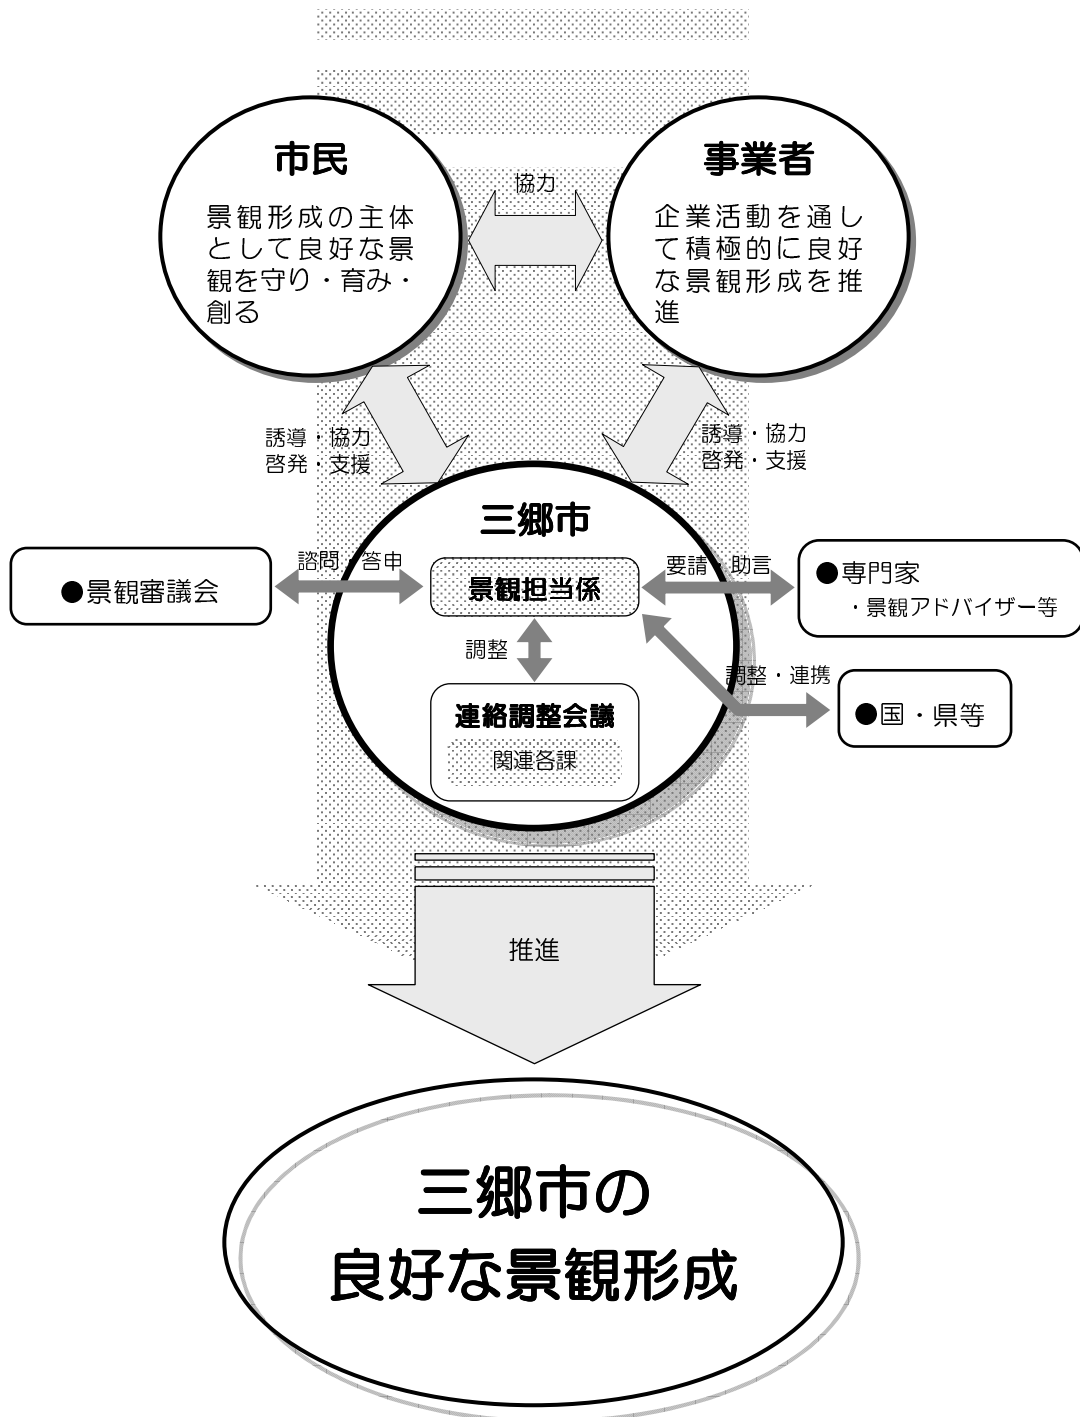 市民
景観形成の主体
として良好な景
観を守り・育み・
創る
協力
事業者
企業活動を通し
て積極的に良好
な景観形成を推
進
誘導・協力
啓発・支援
誘導・協力
啓発・支援
三郷市
●景観審議会
諮問・答申
景観担当係
要請・助言
●専門家
・景観アドバイザー等
調整
調整・連携
●国・県等
連絡調整会議
関連各課
推進
三郷市の
良好な景観形成